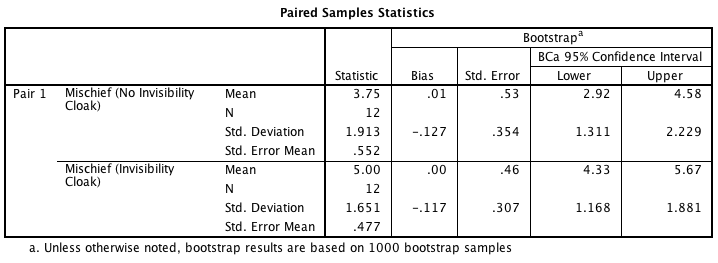 Paired Samples Statistics
Bootstrapa
BCa 95% Confidence Interval
Statistic Bias Std. Error Lower Upper
Pair 1 Mischief (No Invisibility Cloak) Mean 3.75 .01 .53 2.92 4.58
N 12
Std. Deviation 1.913 -.127 .354 1.311 2.229
Std. Error Mean .552
Mischief (Invisibility Cloak) Mean 5.00 .00 .46 4.33 5.67
N 12
Std. Deviation 1.651 -.117 .307 1.168 1.881
Std. Error Mean .477
a. Unless otherwise noted, bootstrap results are based on 1000 bootstrap samples